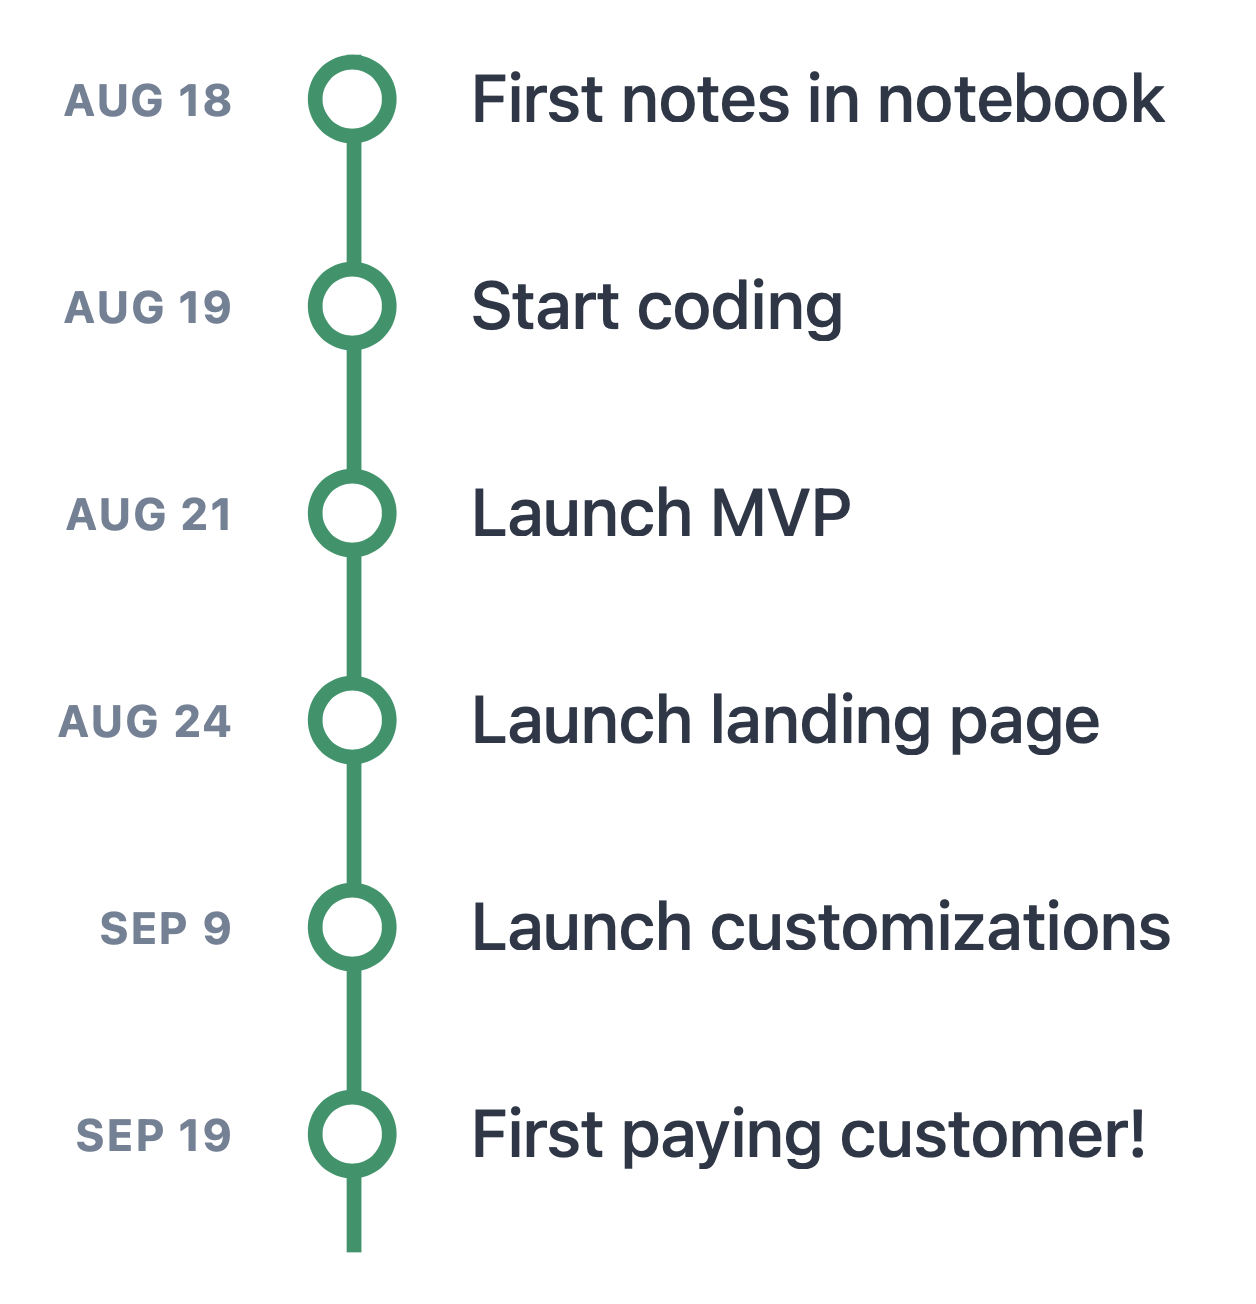 AUG 18 First notes in notebook
AUG 19 Start coding
AUG 21 Launch MVP
AUG 24 Launch landing page
SEP 9 Launch customizations
SEP 19 First paying customer!